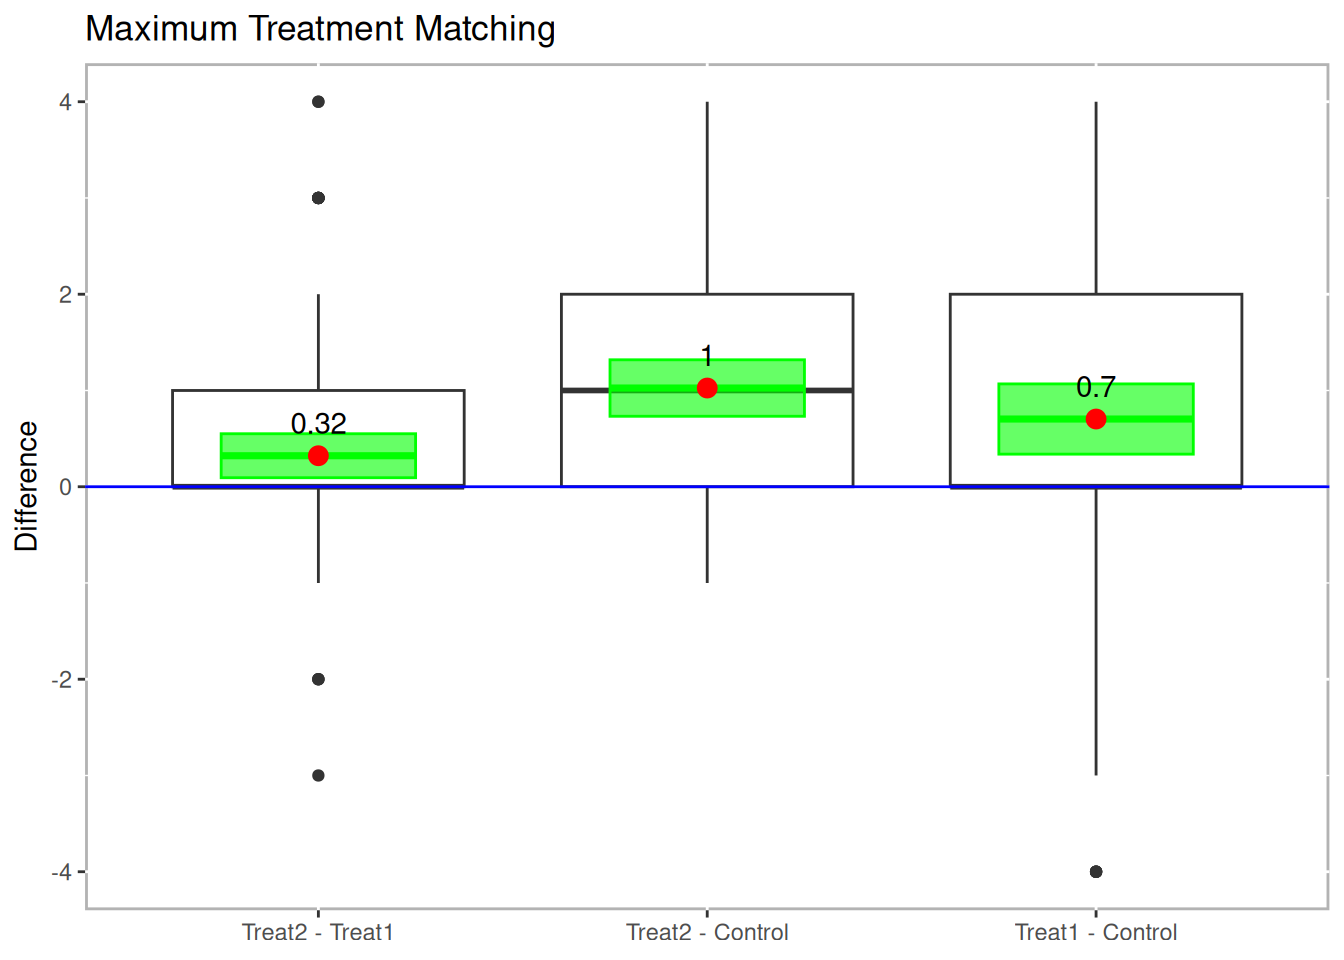 Maximum Treatment Matching
Difference
4
2
0
-2
-4
0.32
1
0.7
Treat2 - Treat1
Treat2 - Control
Treat1 - Control